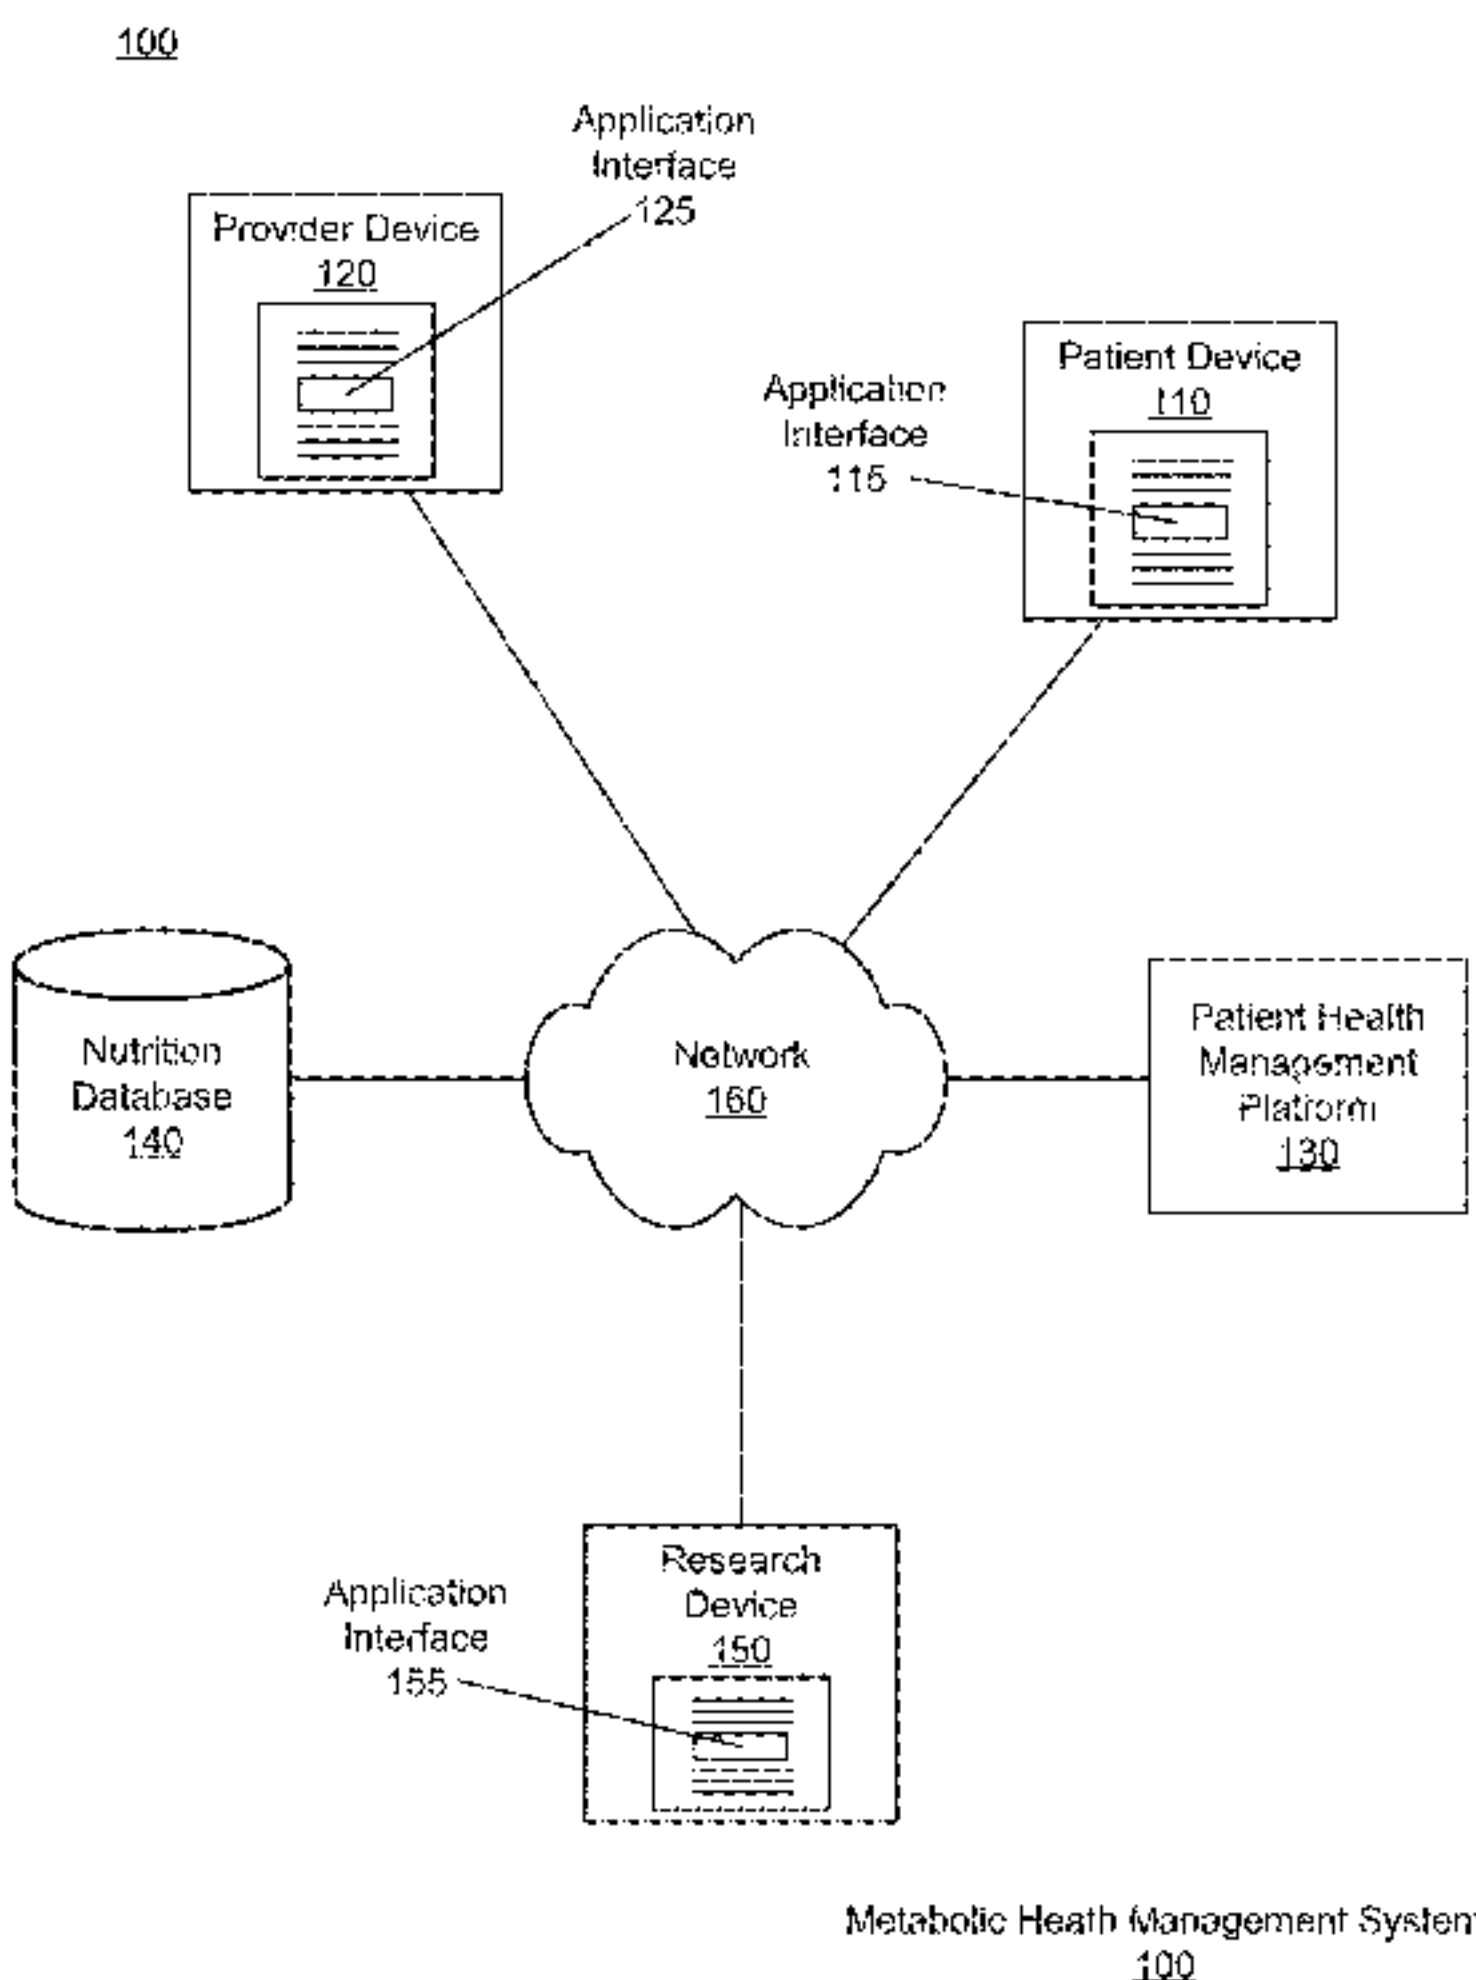 100
Application
Interface
125
Provider Device
120
Patient Device
110
Application
Interface
115
Nutrition
Database
140
Network
160
Patient Health
Management
Platform
130
Research
Device
150
Application
Interface
155
Metabolic Heath Management System
100